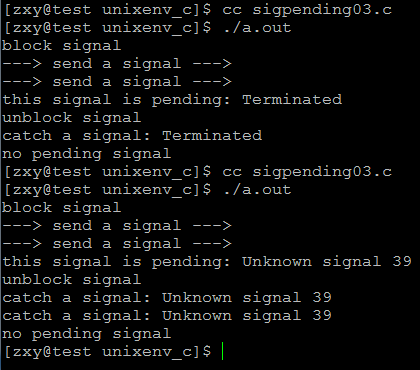 [zxy@test unixenv_c]$ cc sigpending03.c
[zxy@test unixenv_c]$ ./a.out
block signal
---> send a signal --->
---> send a signal --->
this signal is pending: Terminated
unblock signal
catch a signal: Terminated
no pending signal
[zxy@test unixenv_c]$ cc sigpending03.c
[zxy@test unixenv_c]$ ./a.out
block signal
---> send a signal --->
---> send a signal --->
this signal is pending: Unknown signal 39
unblock signal
catch a signal: Unknown signal 39
catch a signal: Unknown signal 39
no pending signal
[zxy@test unixenv_c]$